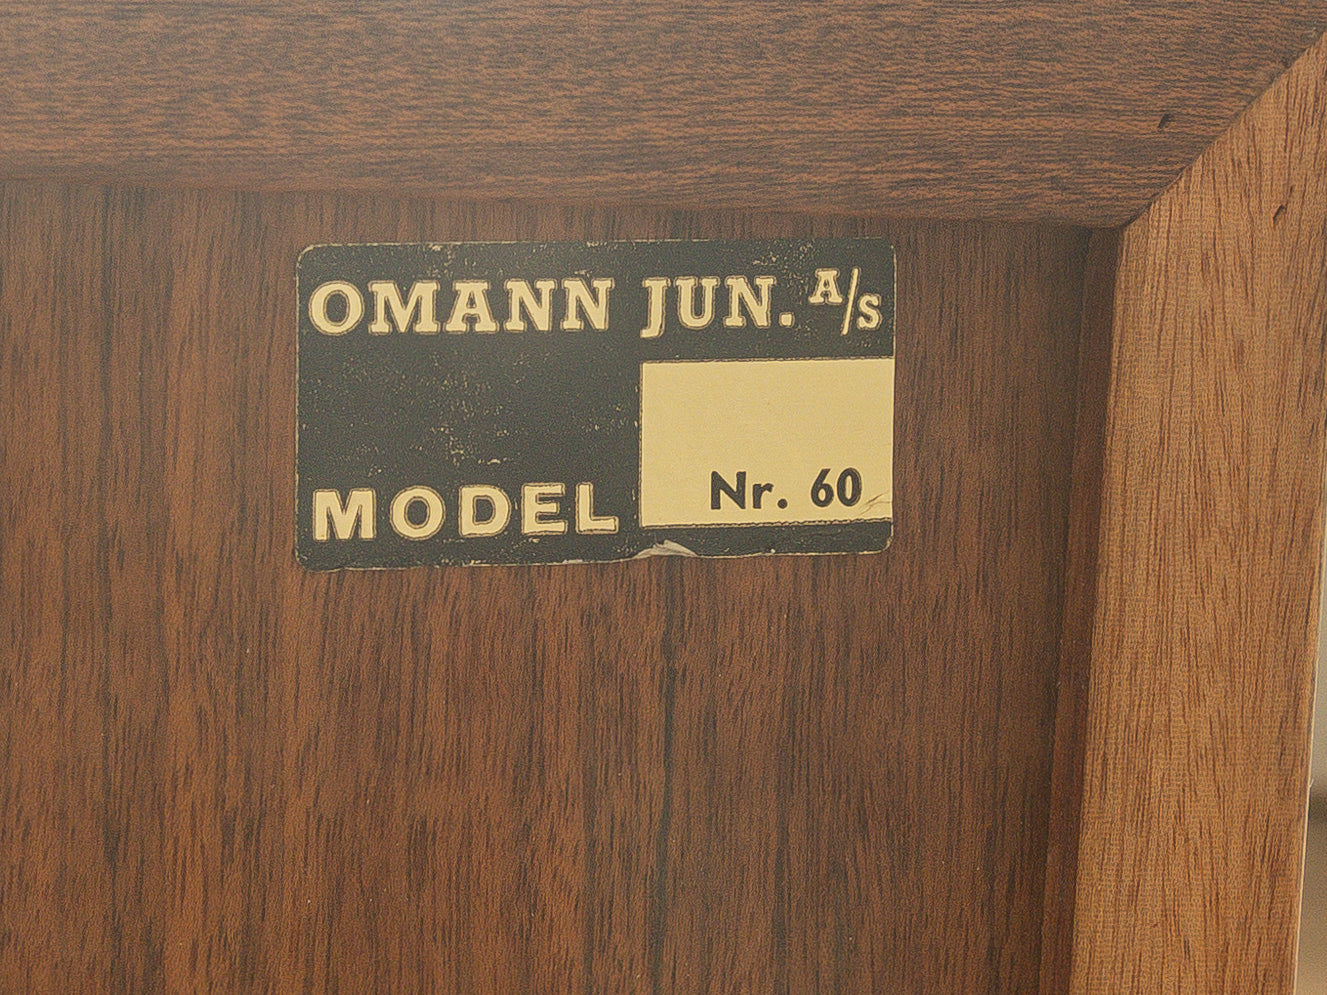 OMANN JUN. A/S
Nr. 60
MODEL